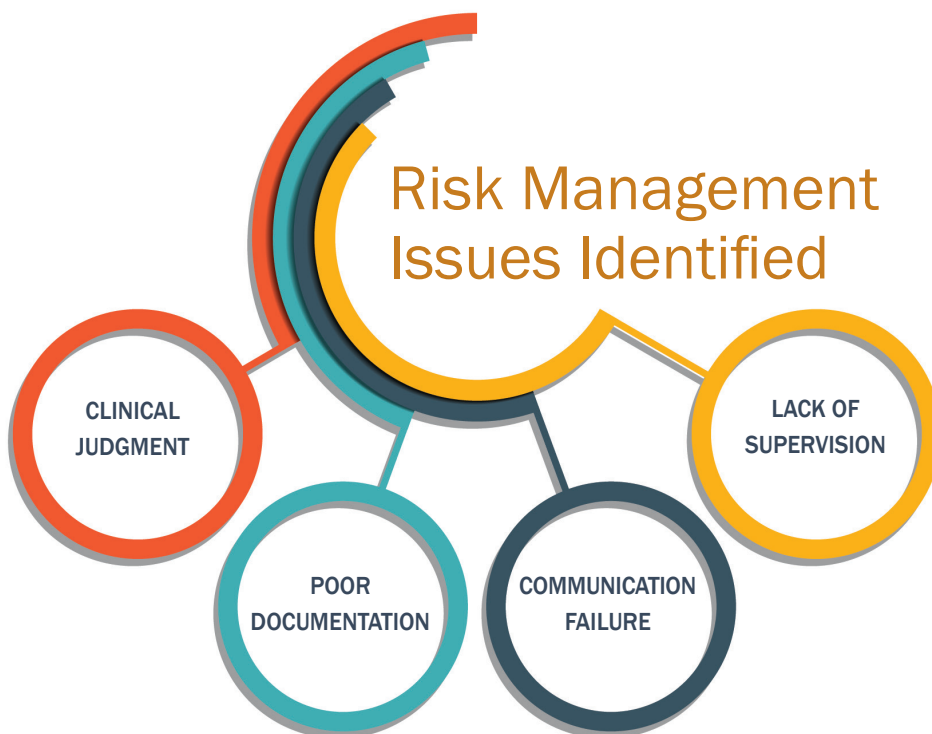 Risk Management
Issues Identified
CLINICAL
JUDGMENT
POOR
DOCUMENTATION
COMMUNICATION
FAILURE
LACK OF
SUPERVISION